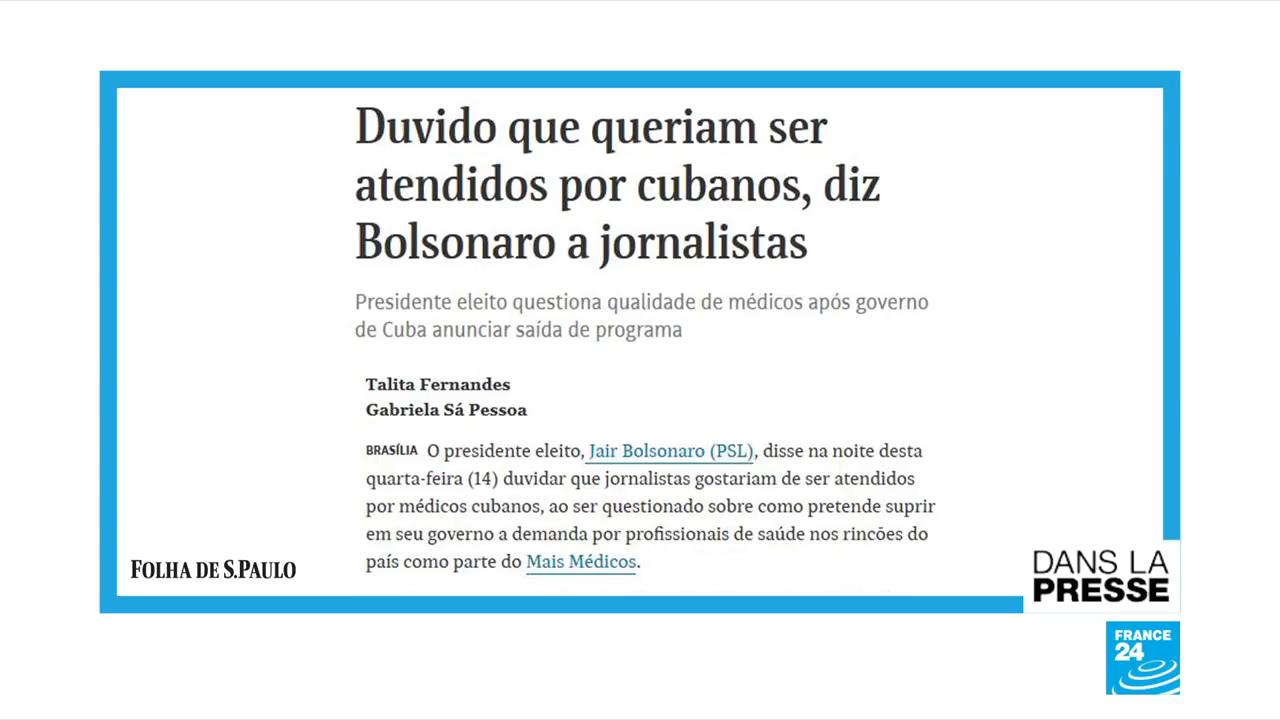 Duvido que queriam ser
atendidos por cubanos, diz
Bolsonaro a jornalistas
Presidente eleito questiona qualidade de médicos após governo
de Cuba anunciar saída de programa
Talita Fernandes
Gabriela Sá Pessoa
BRASÍLIA O presidente eleito, Jair Bolsonaro (PSL), disse na noite desta
quarta-feira (14) duvidar que jornalistas gostariam de ser atendidos
por médicos cubanos, ao ser questionado sobre como pretende suprir
em seu governo a demanda por profissionais de saúde nos rincões do
país como parte do Mais Médicos.
FOLHA DE S.PAULO
DANS LA
PRESSE
FRANCE
24